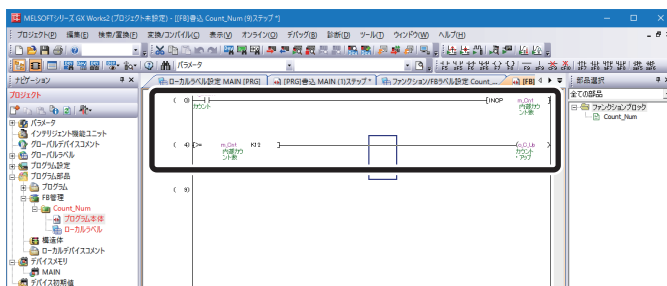 MELSOFTシリーズ GX Works2 (プロジェクト未設定) - [[FB]書込 Count_Num (9)ステップ *]
プロジェクト(P) 編集(E) 検索/置換(F) 変換/コンパイル(C) 表示(V) オンライン(O) デバッグ(B) 診断(D) ツール(T) ウィンドウ(W) ヘルプ(H)
パラメータ
ナビゲーション
ローカルラベル設定 MAIN [PRG]
[PRG]書込 MAIN (1)ステップ *
ファンクション/FBラベル設定 Count_...
[FB]
部品選択
プロジェクト
全ての部品
パラメータ
インテリジェント機能ユニット
グローバルデバイスコメント
グローバルラベル
プログラム設定
プログラム部品
プログラム
FB管理
Count_Num
プログラム本体
ローカルラベル
構造体
ローカルデバイスコメント
デバイスメモリ
MAIN
デバイス初期値
( 0)
カウント
[INCP m_Cnt ]
内部カウント数
( 4) [>= m_Cnt K12 ]
内部カウント数
カウント・アップ
( 9)
ファンクションブロック
Count_Num